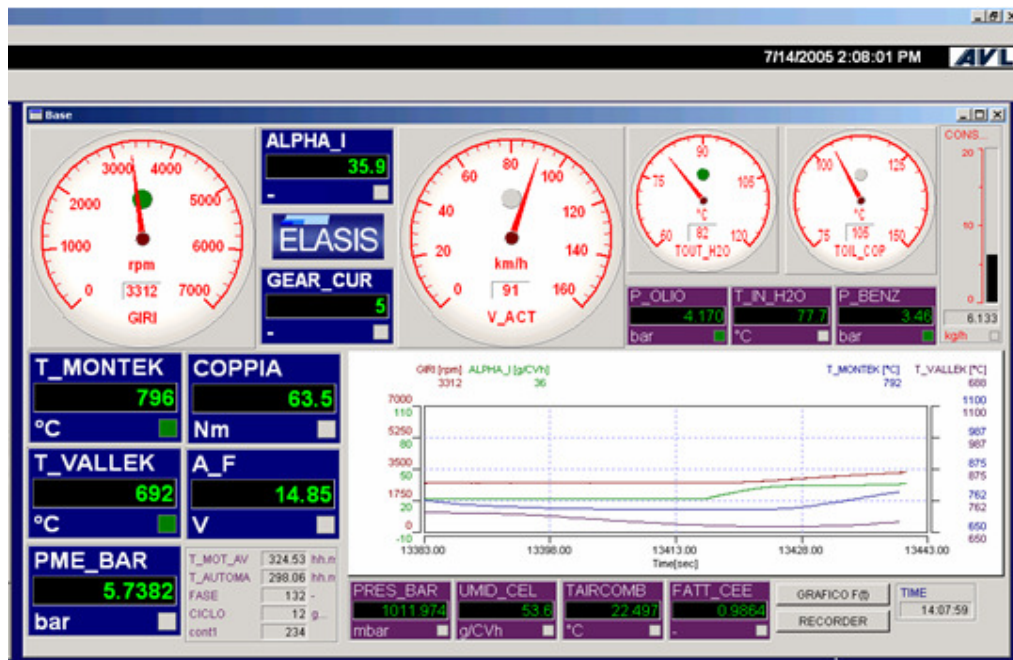 7/14/2005 2:08:01 PM
AVL
Base
0
1000
2000
3000
4000
5000
6000
7000
rpm
3312
GIRI
ALPHA_I
35.9
-
ELASIS
GEAR_CUR
5
-
0
20
40
60
80
100
120
140
160
km/h
91
V_ACT
60
75
90
105
120
°C
82
TOUT_H2O
75
100
125
150
°C
105
TOIL_COP
CONS...
20
10
0
6.133
kg/h
P_OLIO
4.170
bar
T_IN_H2O
77.7
°C
P_BENZ
3.46
bar
T_MONTEK
796
°C
COPPIA
63.5
Nm
T_VALLEK
692
°C
A_F
14.85
V
PME_BAR
5.7382
bar
T_MOT_AV 324.53 hh.n
T_AUTOMA 298.06 hh.n
FASE 132 -
CICLO 12 g...
cont1 234
GIRI [rpm] ALPHA_I [g/CVh] T_MONTEK [°C] T_VALLEK [°C]
3312 36 792 688
7000 1100
110 1100
5250 987
80 987
3500 875
50 875
1750 762
20 762
0 650
-10 650
13383.00 13398.00 13413.00 13428.00 13443.00
Time[sec]
PRES_BAR
1011.974
mbar
UMID_CEL
53.6
g/CVh
TAIRCOMB
22.497
°C
FATT_CEE
0.9864
-
GRAFICO F(t)
RECORDER
TIME
14:07:59